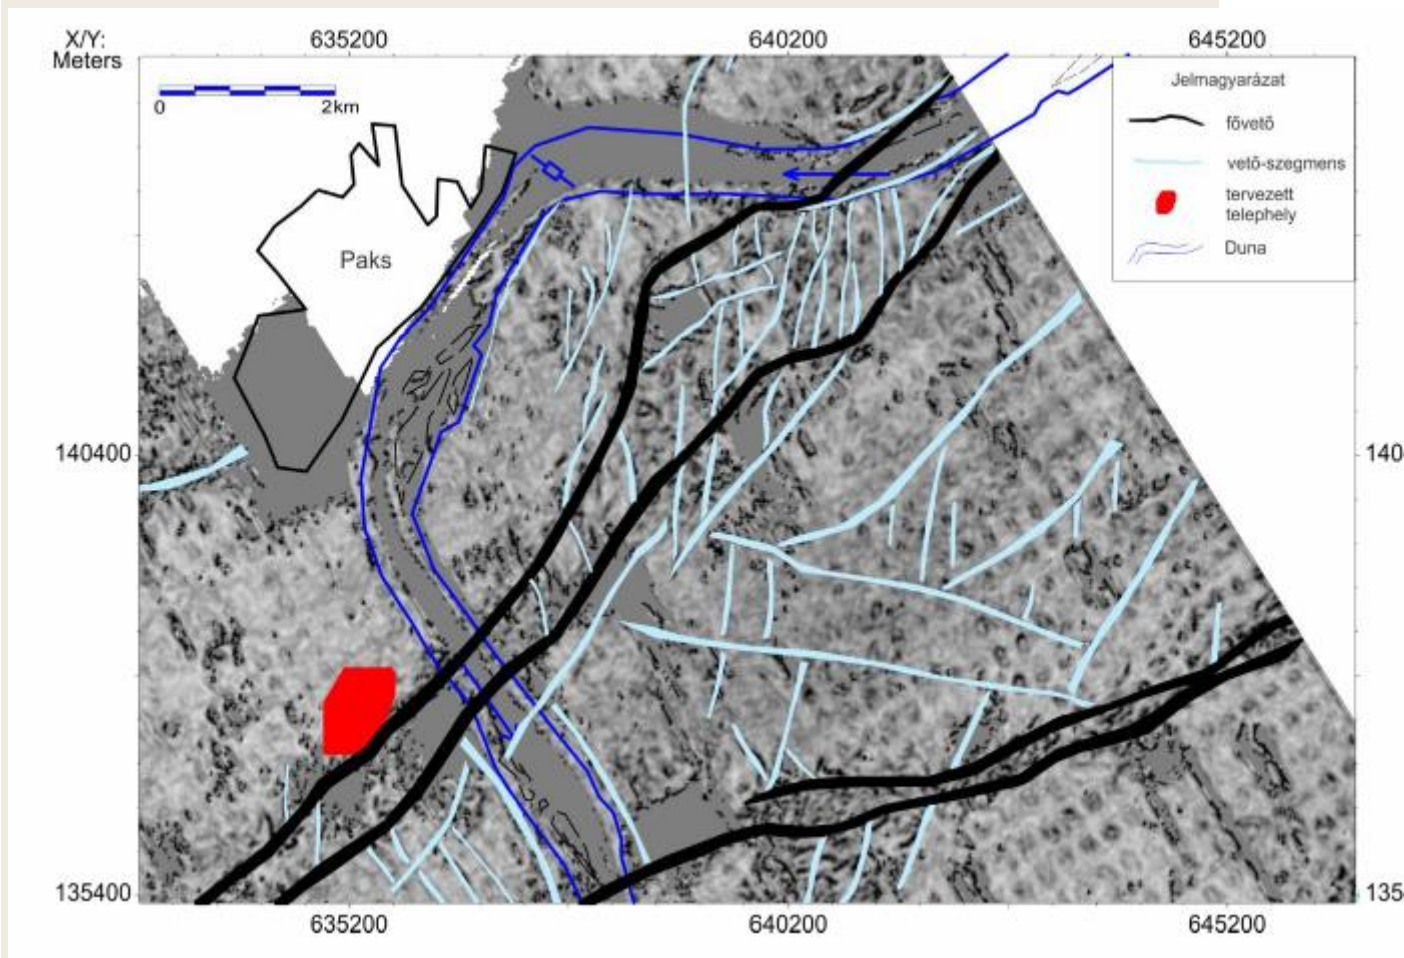 X/Y:
Meters
635200
640200
645200
0
2km
Jelmagyarázat
fővető
vető-szegmens
tervezett
telephely
Duna
Paks
140400
140
135400
135
635200
640200
645200